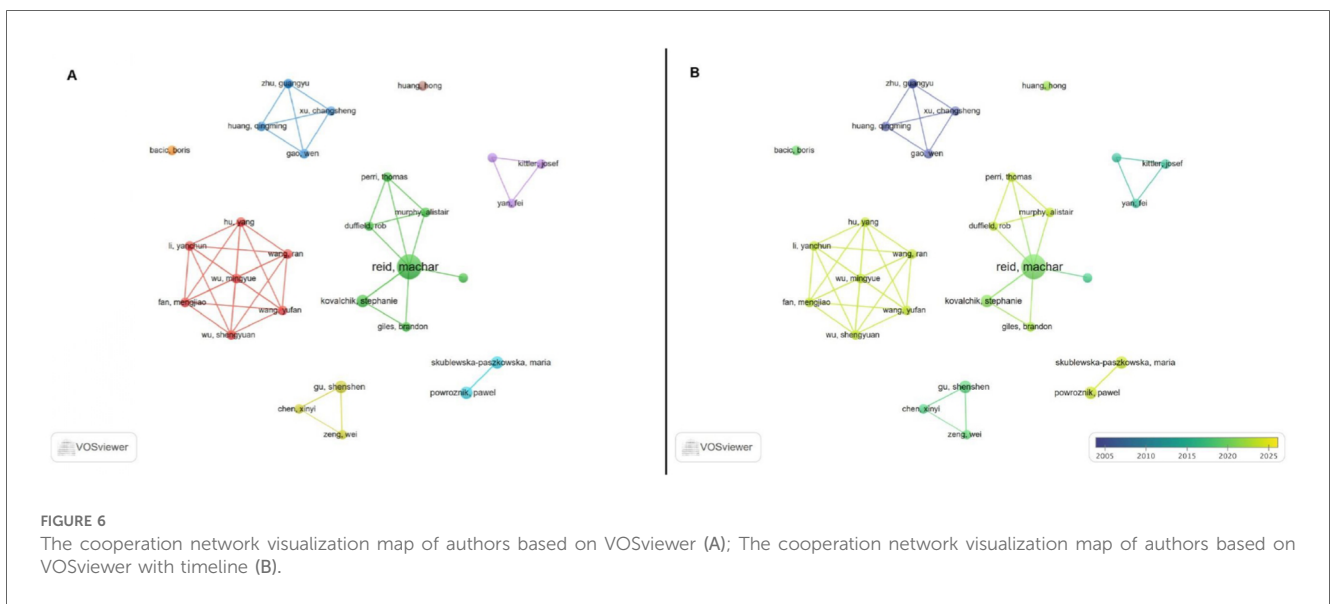 A
zhu, guangyu
huang, hong
xu, changsheng
huang, qingming
gao, wen
bacic, boris
kittler, josef
perri, thomas
yan, fei
murphy, alistair
duffield, rob
hu, yang
li, yanchun
wang, ran
reid, machar
wu, mingyue
kovalchik, stephanie
fan, mengjiao
wang, yufan
giles, brandon
wu, shengyuan
skublewska-paszkowska, maria
gu, shenshen
powroznik, pawel
chen, xinyi
zeng, wei
VOSviewer
B
zhu, guangyu
huang, hong
xu, changsheng
huang, qingming
gao, wen
bacic, boris
kittler, josef
perri, thomas
yan, fei
murphy, alistair
duffield, rob
hu, yang
li, yanchun
wang, ran
reid, machar
wu, mingyue
kovalchik, stephanie
fan, mengjiao
wang, yufan
giles, brandon
wu, shengyuan
skublewska-paszkowska, maria
gu, shenshen
powroznik, pawel
chen, xinyi
zeng, wei
VOSviewer
2005 2010 2015 2020 2025
FIGURE 6
The cooperation network visualization map of authors based on VOSviewer (A); The cooperation network visualization map of authors based on
VOSviewer with timeline (B).